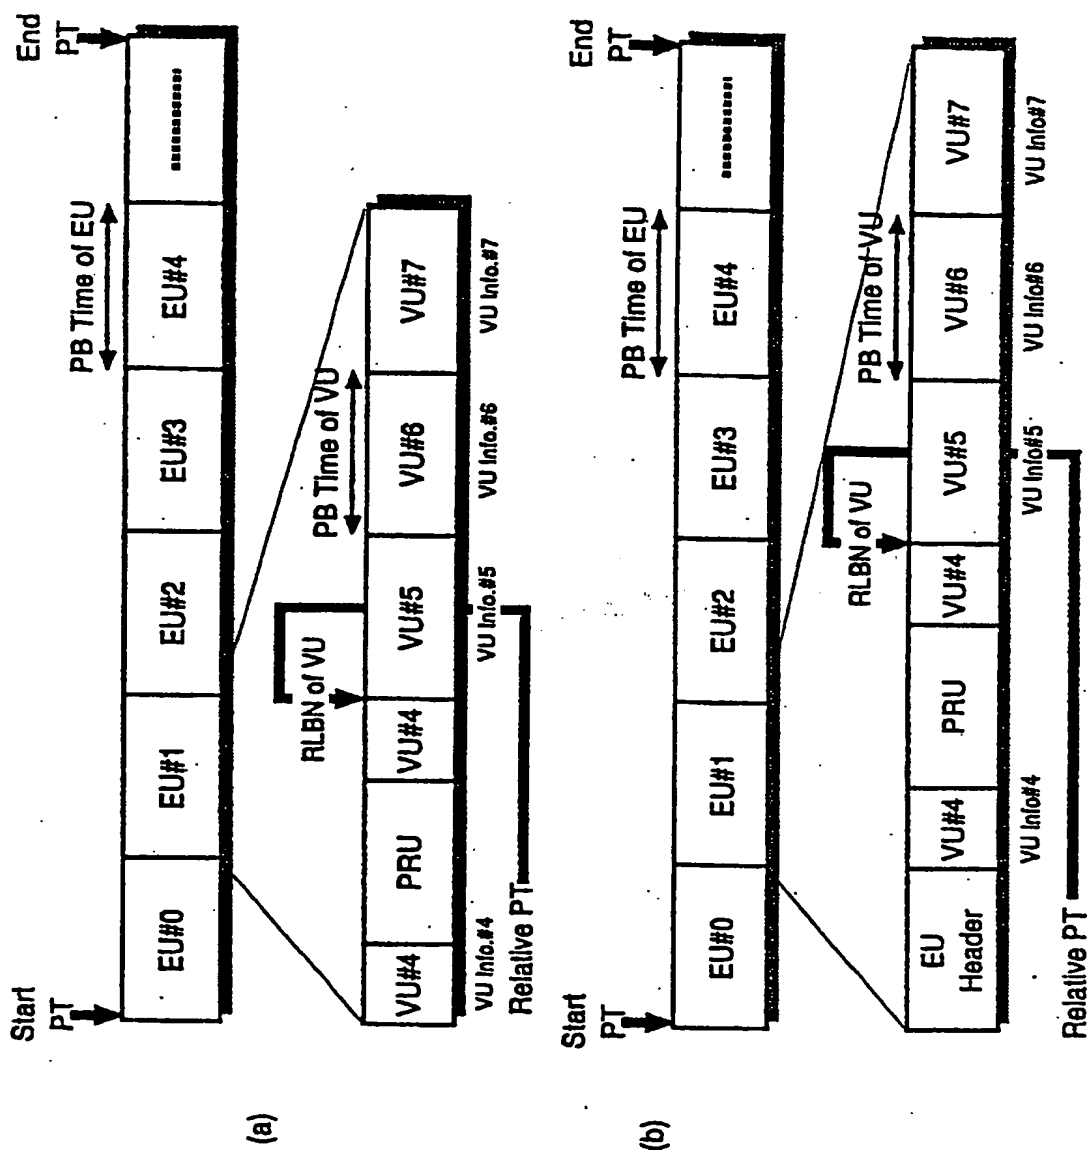 (a)
Start
PT
End
PT
PB Time of EU
EU#0
EU#1
EU#2
EU#3
EU#4
RLBN of VU
PB Time of VU
VU#4
PRU
VU#4
VU#5
VU#6
VU#7
VU Info.#4
VU Info.#5
VU Info.#6
VU Info.#7
Relative PT
(b)
Start
PT
End
PT
PB Time of EU
EU#0
EU#1
EU#2
EU#3
EU#4
RLBN of VU
PB Time of VU
EU
Header
VU#4
PRU
VU#4
VU#5
VU#6
VU#7
VU Info#4
VU Info#5
VU Info#6
VU Info#7
Relative PT